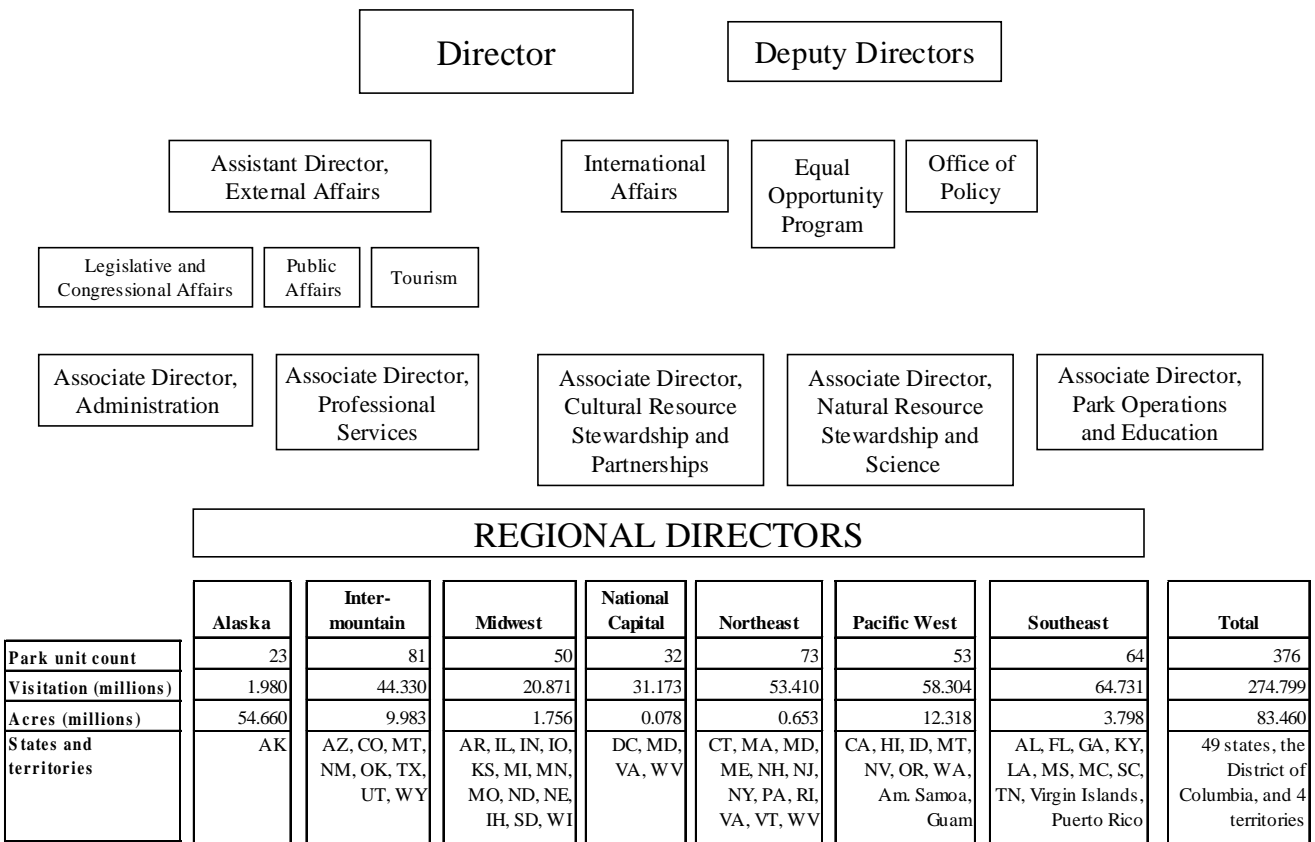 Director
Deputy Directors
Assistant Director,
External Affairs
International
Affairs
Equal
Opportunity
Program
Office of
Policy
Legislative and
Congressional Affairs
Public
Affairs
Tourism
Associate Director,
Administration
Associate Director,
Professional
Services
Associate Director,
Cultural Resource
Stewardship and
Partnerships
Associate Director,
Natural Resource
Stewardship and
Science
Associate Director,
Park Operations
and Education
REGIONAL DIRECTORS
Alaska
Inter-
mountain
Midwest
National
Capital
Northeast
Pacific West
Southeast
Total
Park unit count 23 81 50 32 73 53 64 376
Visitation (millions) 1.980 44.330 20.871 31.173 53.410 58.304 64.731 274.799
Acres (millions) 54.660 9.983 1.756 0.078 0.653 12.318 3.798 83.460
States and
territories
AK
AZ, CO, MT,
NM, OK, TX,
UT, WY
AR, IL, IN, IO,
KS, MI, MN,
MO, ND, NE,
IH, SD, WI
DC, MD,
VA, WV
CT, MA, MD,
ME, NH, NJ,
NY, PA, RI,
VA, VT, WV
CA, HI, ID, MT,
NV, OR, WA,
Am. Samoa,
Guam
AL, FL, GA, KY,
LA, MS, MC, SC,
TN, Virgin Islands,
Puerto Rico
49 states, the
District of
Columbia, and 4
territories